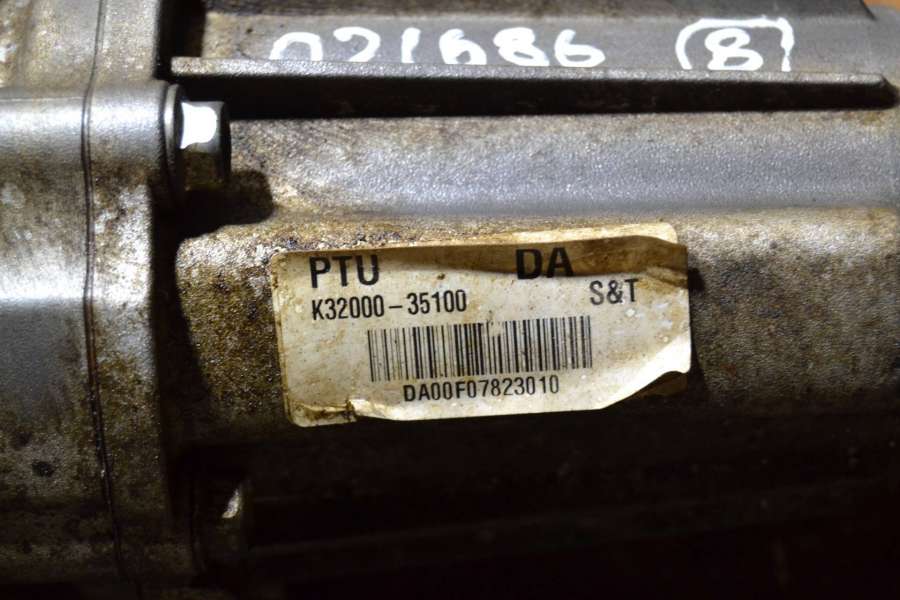 021686 8
PTU DA
K32000-35100 S&T
DA00F07823010